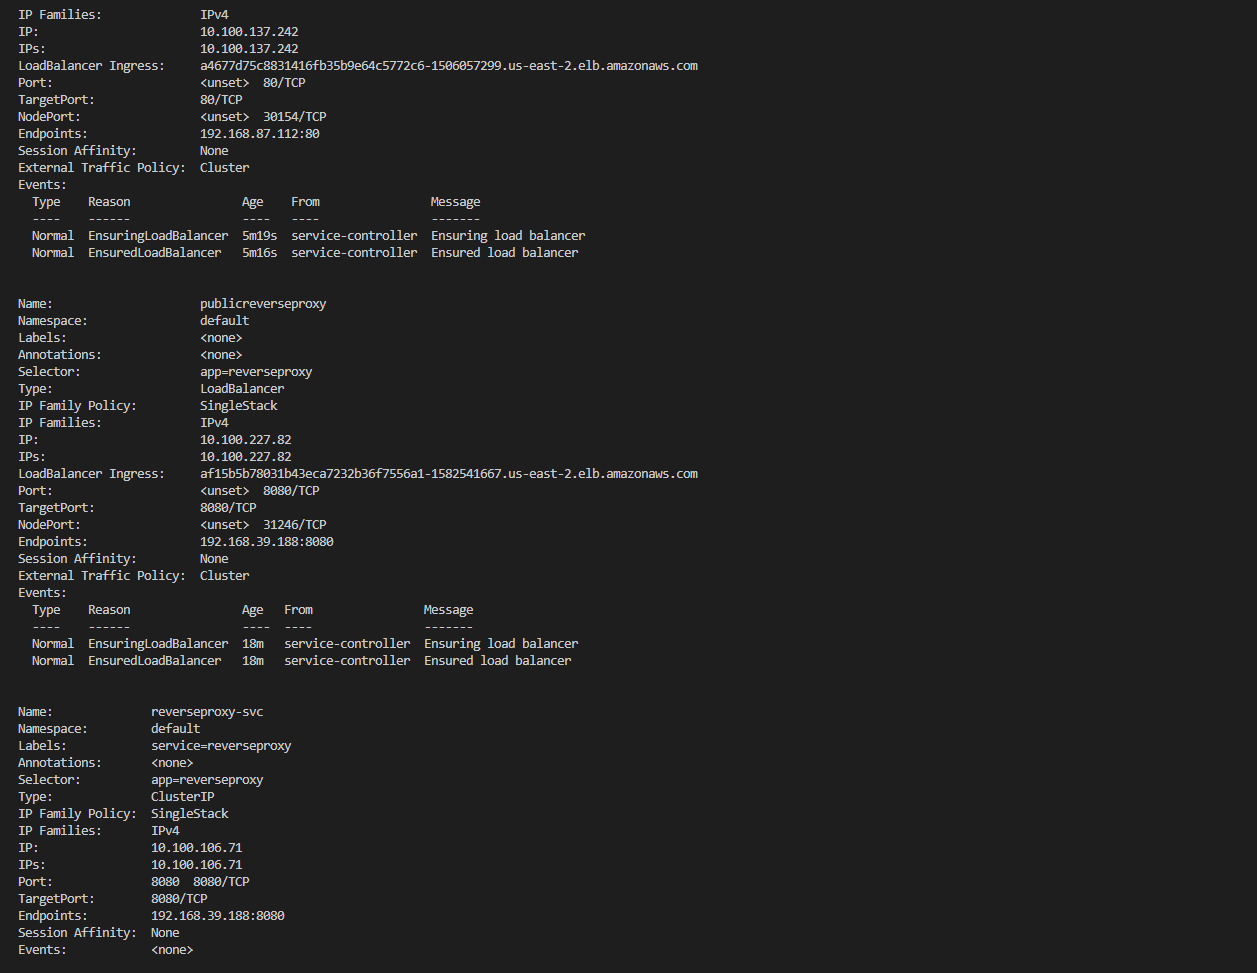 IP Families: IPv4
IP: 10.100.137.242
IPs: 10.100.137.242
LoadBalancer Ingress: a4677d75c8831416fb35b9e64c5772c6-1506057299.us-east-2.elb.amazonaws.com
Port: <unset> 80/TCP
TargetPort: 80/TCP
NodePort: <unset> 30154/TCP
Endpoints: 192.168.87.112:80
Session Affinity: None
External Traffic Policy: Cluster
Events:
Type Reason Age From Message
---- ------ ---- ---- -------
Normal EnsuringLoadBalancer 5m19s service-controller Ensuring load balancer
Normal EnsuredLoadBalancer 5m16s service-controller Ensured load balancer
Name: publicreverseproxy
Namespace: default
Labels: <none>
Annotations: <none>
Selector: app=reverseproxy
Type: LoadBalancer
IP Family Policy: SingleStack
IP Families: IPv4
IP: 10.100.227.82
IPs: 10.100.227.82
LoadBalancer Ingress: af15b5b78031b43eca7232b36f7556a1-1582541667.us-east-2.elb.amazonaws.com
Port: <unset> 8080/TCP
TargetPort: 8080/TCP
NodePort: <unset> 31246/TCP
Endpoints: 192.168.39.188:8080
Session Affinity: None
External Traffic Policy: Cluster
Events:
Type Reason Age From Message
---- ------ ---- ---- -------
Normal EnsuringLoadBalancer 18m service-controller Ensuring load balancer
Normal EnsuredLoadBalancer 18m service-controller Ensured load balancer
Name: reverseproxy-svc
Namespace: default
Labels: service=reverseproxy
Annotations: <none>
Selector: app=reverseproxy
Type: ClusterIP
IP Family Policy: SingleStack
IP Families: IPv4
IP: 10.100.106.71
IPs: 10.100.106.71
Port: 8080 8080/TCP
TargetPort: 8080/TCP
Endpoints: 192.168.39.188:8080
Session Affinity: None
Events: <none>